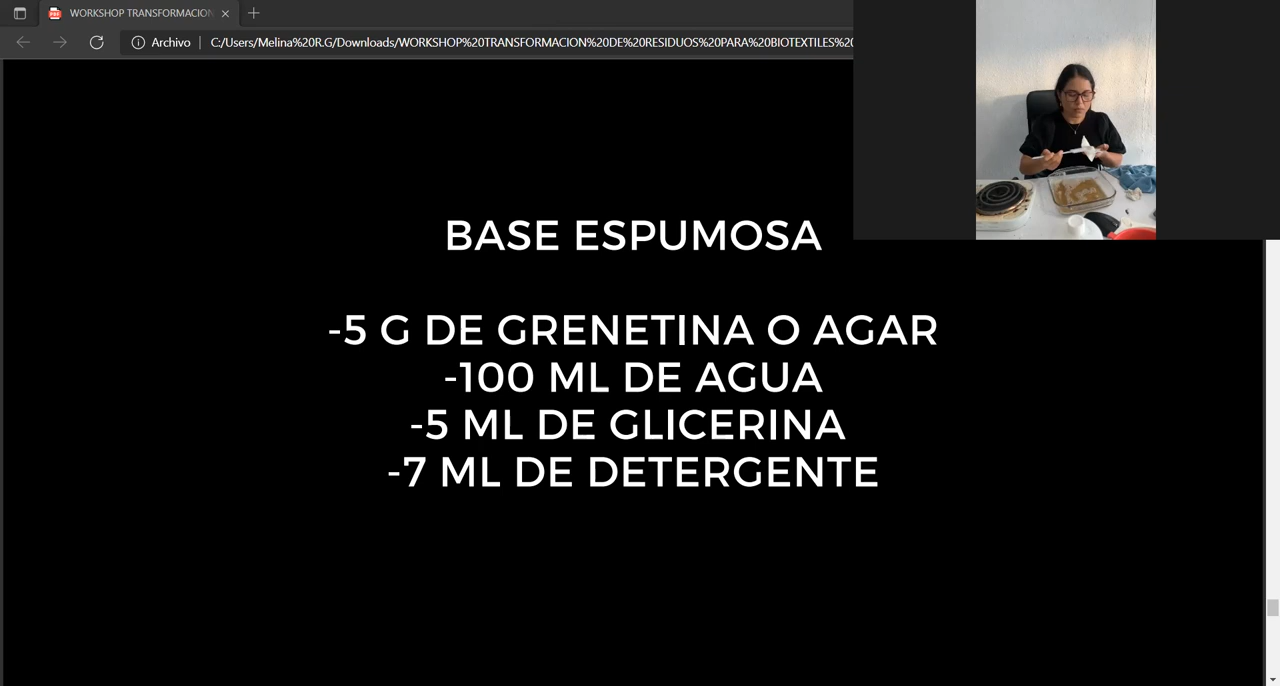 WORKSHOP TRANSFORMACION
Archivo
C:/Users/Melina%20R.G/Downloads/WORKSHOP%20TRANSFORMACION%20DE%20RESIDUOS%20PARA%20BIOTEXTILES%20
BASE ESPUMOSA
-5 G DE GRENETINA O AGAR
-100 ML DE AGUA
-5 ML DE GLICERINA
-7 ML DE DETERGENTE